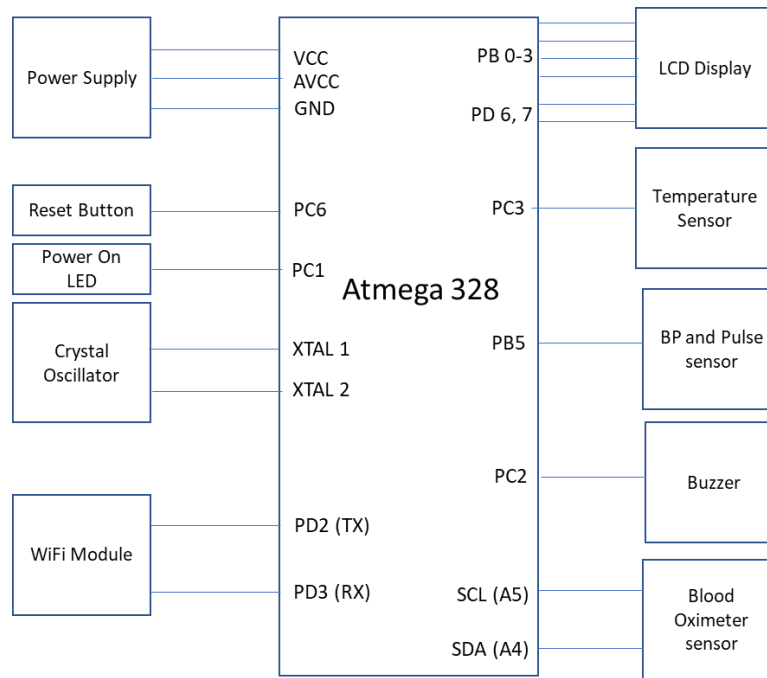 Power Supply
VCC
AVCC
GND
PB 0-3
PD 6, 7
LCD Display
Reset Button
PC6
PC3
Temperature
Sensor
Power On
LED
PC1
Atmega 328
Crystal
Oscillator
XTAL 1
XTAL 2
PB5
BP and Pulse
sensor
PC2
Buzzer
WiFi Module
PD2 (TX)
PD3 (RX)
SCL (A5)
SDA (A4)
Blood
Oximeter
sensor